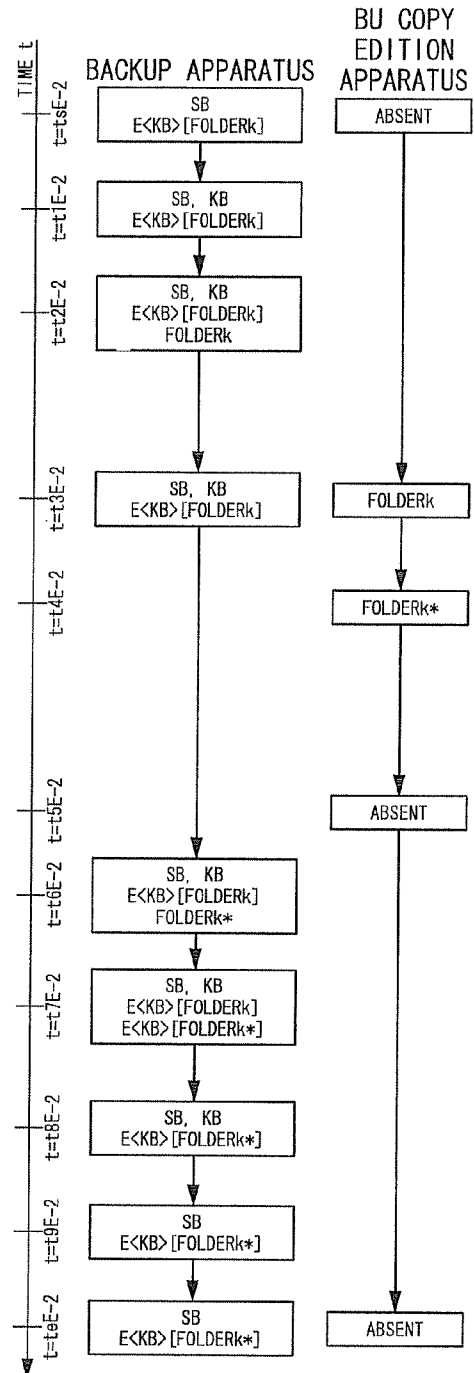 BU COPY
EDITION
APPARATUS
BACKUP APPARATUS
TIME t
t=tsE-2
SB
E<KB>[FOLDERk]
ABSENT
t=t1E-2
SB, KB
E<KB>[FOLDERk]
t=t2E-2
SB, KB
E<KB>[FOLDERk]
FOLDERk
t=t3E-2
SB, KB
E<KB>[FOLDERk]
FOLDERk
t=t4E-2
FOLDERk*
t=t5E-2
ABSENT
t=t6E-2
SB, KB
E<KB>[FOLDERk]
FOLDERk*
t=t7E-2
SB, KB
E<KB>[FOLDERk]
E<KB>[FOLDERk*]
t=t8E-2
SB, KB
E<KB>[FOLDERk*]
t=t9E-2
SB
E<KB>[FOLDERk*]
t=teE-2
SB
E<KB>[FOLDERk*]
ABSENT